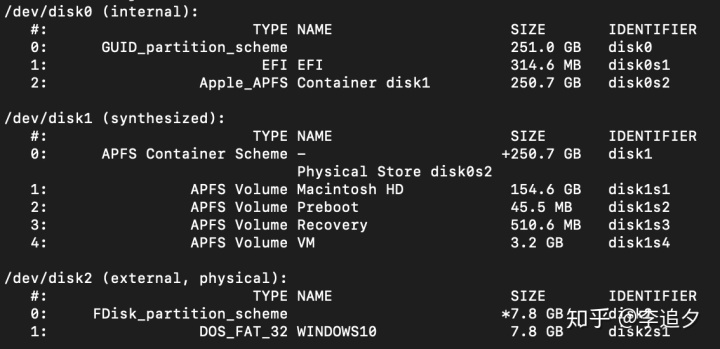 /dev/disk0 (internal):
#: TYPE NAME SIZE IDENTIFIER
0: GUID_partition_scheme 251.0 GB disk0
1: EFI EFI 314.6 MB disk0s1
2: Apple_APFS Container disk1 250.7 GB disk0s2
/dev/disk1 (synthesized):
#: TYPE NAME SIZE IDENTIFIER
0: APFS Container Scheme - +250.7 GB disk1
Physical Store disk0s2
1: APFS Volume Macintosh HD 154.6 GB disk1s1
2: APFS Volume Preboot 45.5 MB disk1s2
3: APFS Volume Recovery 510.6 MB disk1s3
4: APFS Volume VM 3.2 GB disk1s4
/dev/disk2 (external, physical):
#: TYPE NAME SIZE IDENTIFIER
0: FDisk_partition_scheme *7.8 GB disk2
1: DOS_FAT_32 WINDOWS10 7.8 GB disk2s1
知乎 @李追夕